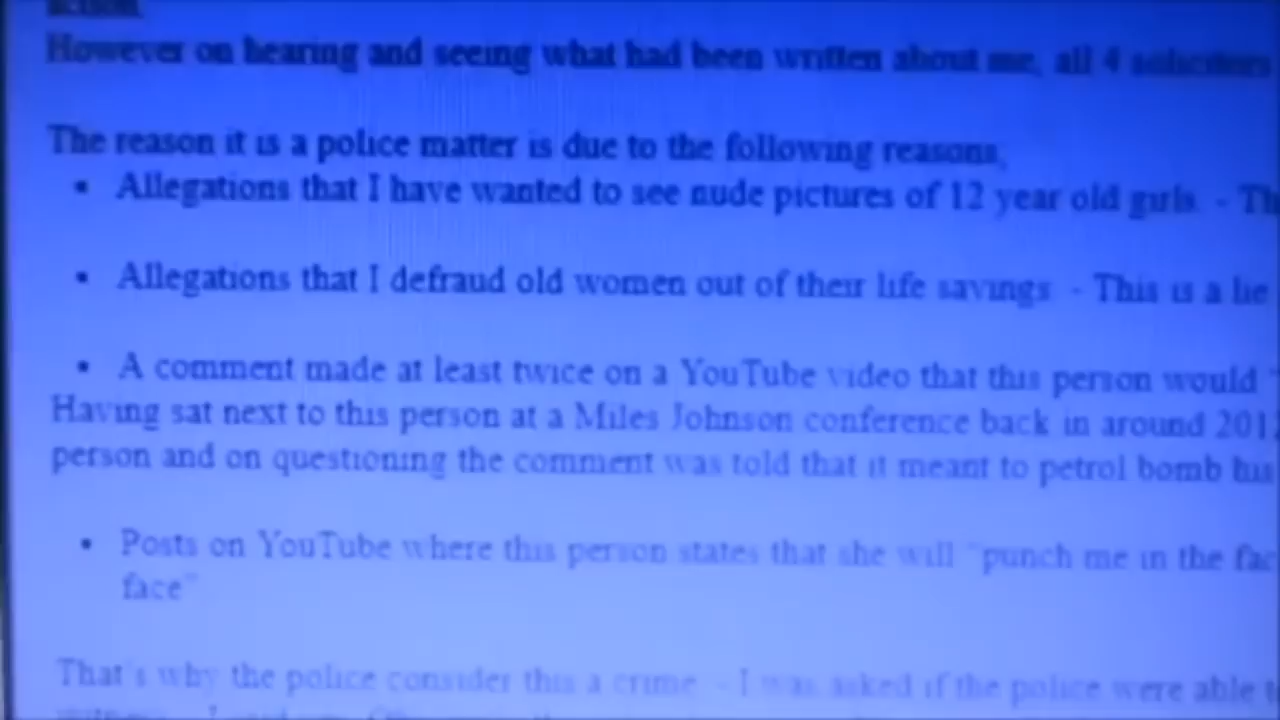 action.
However on hearing and seeing what had been written about me, all 4 solicitors
The reason it is a police matter is due to the following reasons,
• Allegations that I have wanted to see nude pictures of 12 year old girls. - Th
• Allegations that I defraud old women out of their life savings - This is a lie
• A comment made at least twice on a YouTube video that this person would
Having sat next to this person at a Miles Johnson conference back in around 201
person and on questioning the comment was told that it meant to petrol bomb his
• Posts on YouTube where this person states that she will "punch me in the fac
face"
That's why the police consider this a crime - I was asked if the police were able